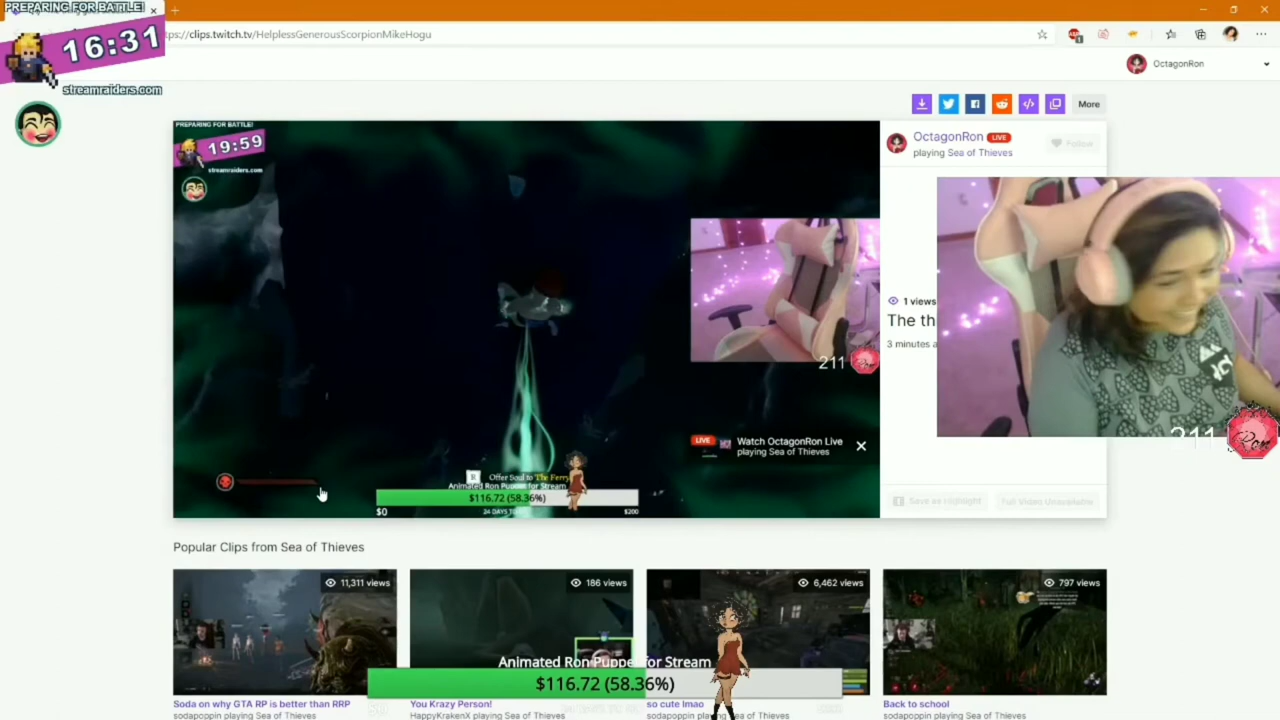 PREPARING FOR BATTLE!
16:31
streamraiders.com
clips.twitch.tv/HelplessGenerousScorpionMikeHogu
OctagonRon
More
PREPARING FOR BATTLE!
19:59
streamraiders.com
OctagonRon LIVE
playing Sea of Thieves
Follow
1 views
The th
3 minutes a
211
211
LIVE
Watch OctagonRon Live
playing Sea of Thieves
Offer Soul to The Ferry
Animated Ron Puppet for Stream
$116.72 (58.36%)
$0
$200
Save as Highlight
Full Video Unavailable
Popular Clips from Sea of Thieves
11,311 views
186 views
6,462 views
797 views
Animated Ron Puppet for Stream
$116.72 (58.36%)
Soda on why GTA RP is better than RRP
sodapoppin playing Sea of Thieves
You Krazy Person!
HappyKrakenX playing Sea of Thieves
so cute lmao
sodapoppin
Sea of Thieves
Back to school
sodapoppin playing Sea of Thieves